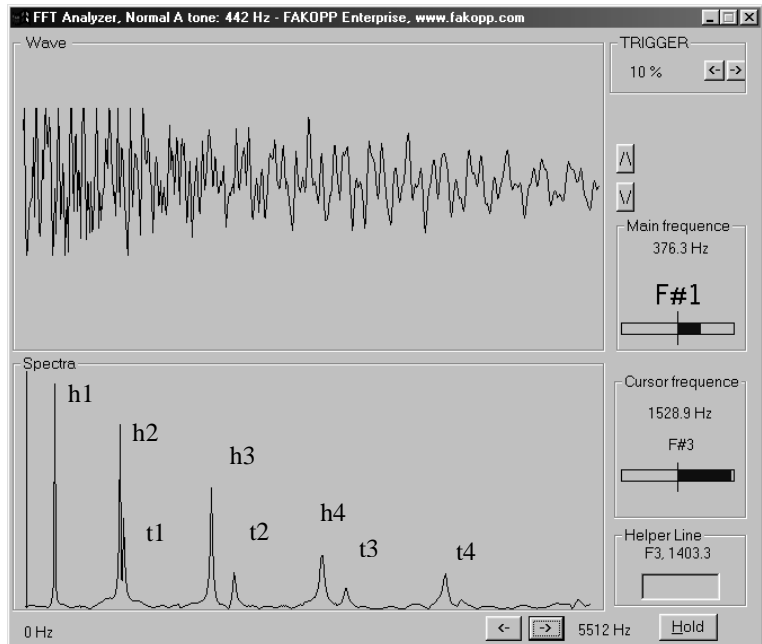 FFT Analyzer, Normal A tone: 442 Hz - FAKOPP Enterprise, www.fakopp.com
Wave
TRIGGER
10 %
<- ->
/\
\/
Main frequence
376.3 Hz
F#1
Spectra
h1
h2
h3
h4
t1
t2
t3
t4
Cursor frequence
1528.9 Hz
F#3
Helper Line
F3, 1403.3
0 Hz
<- -> 5512 Hz Hold